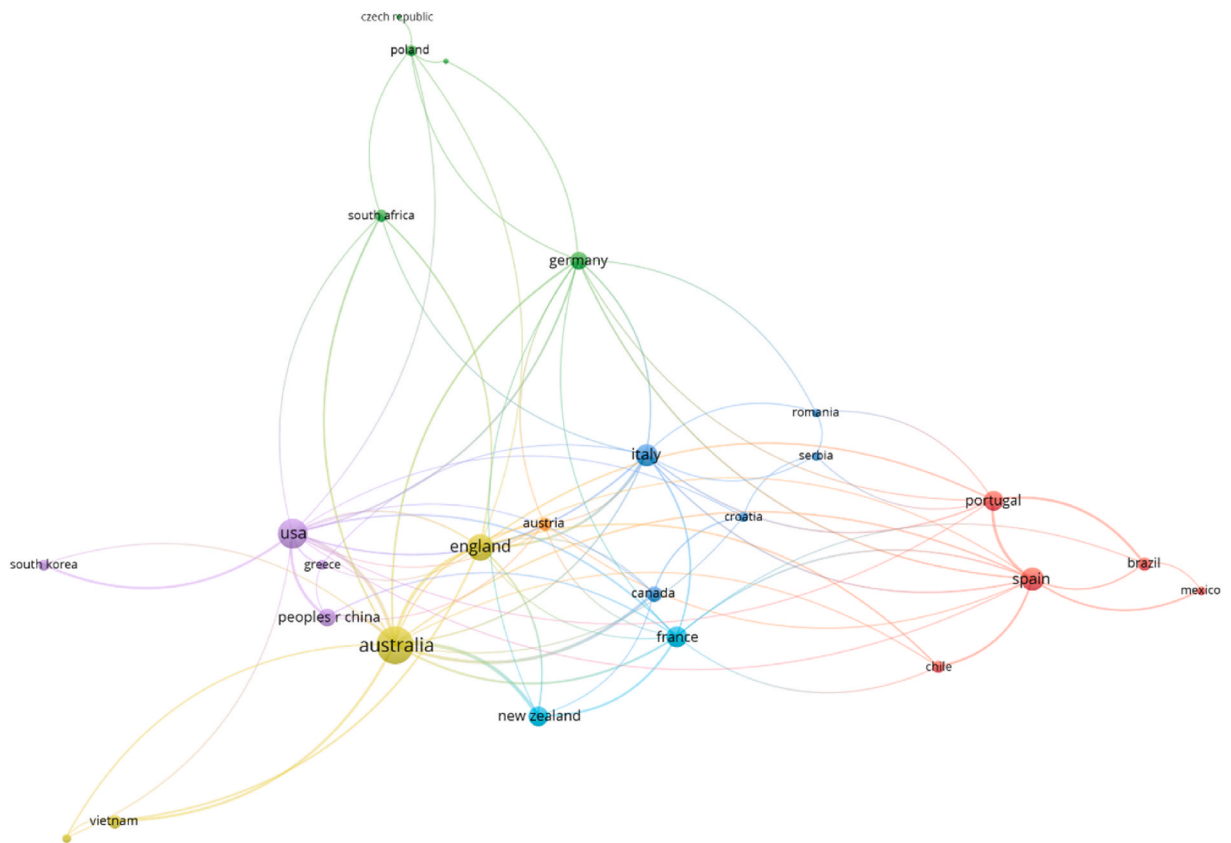 czech republic
poland
south africa
germany
romania
italy
serbia
portugal
croatia
austria
usa
england
south korea
greece
brazil
spain
mexico
canada
peoples r china
france
australia
chile
new zealand
vietnam